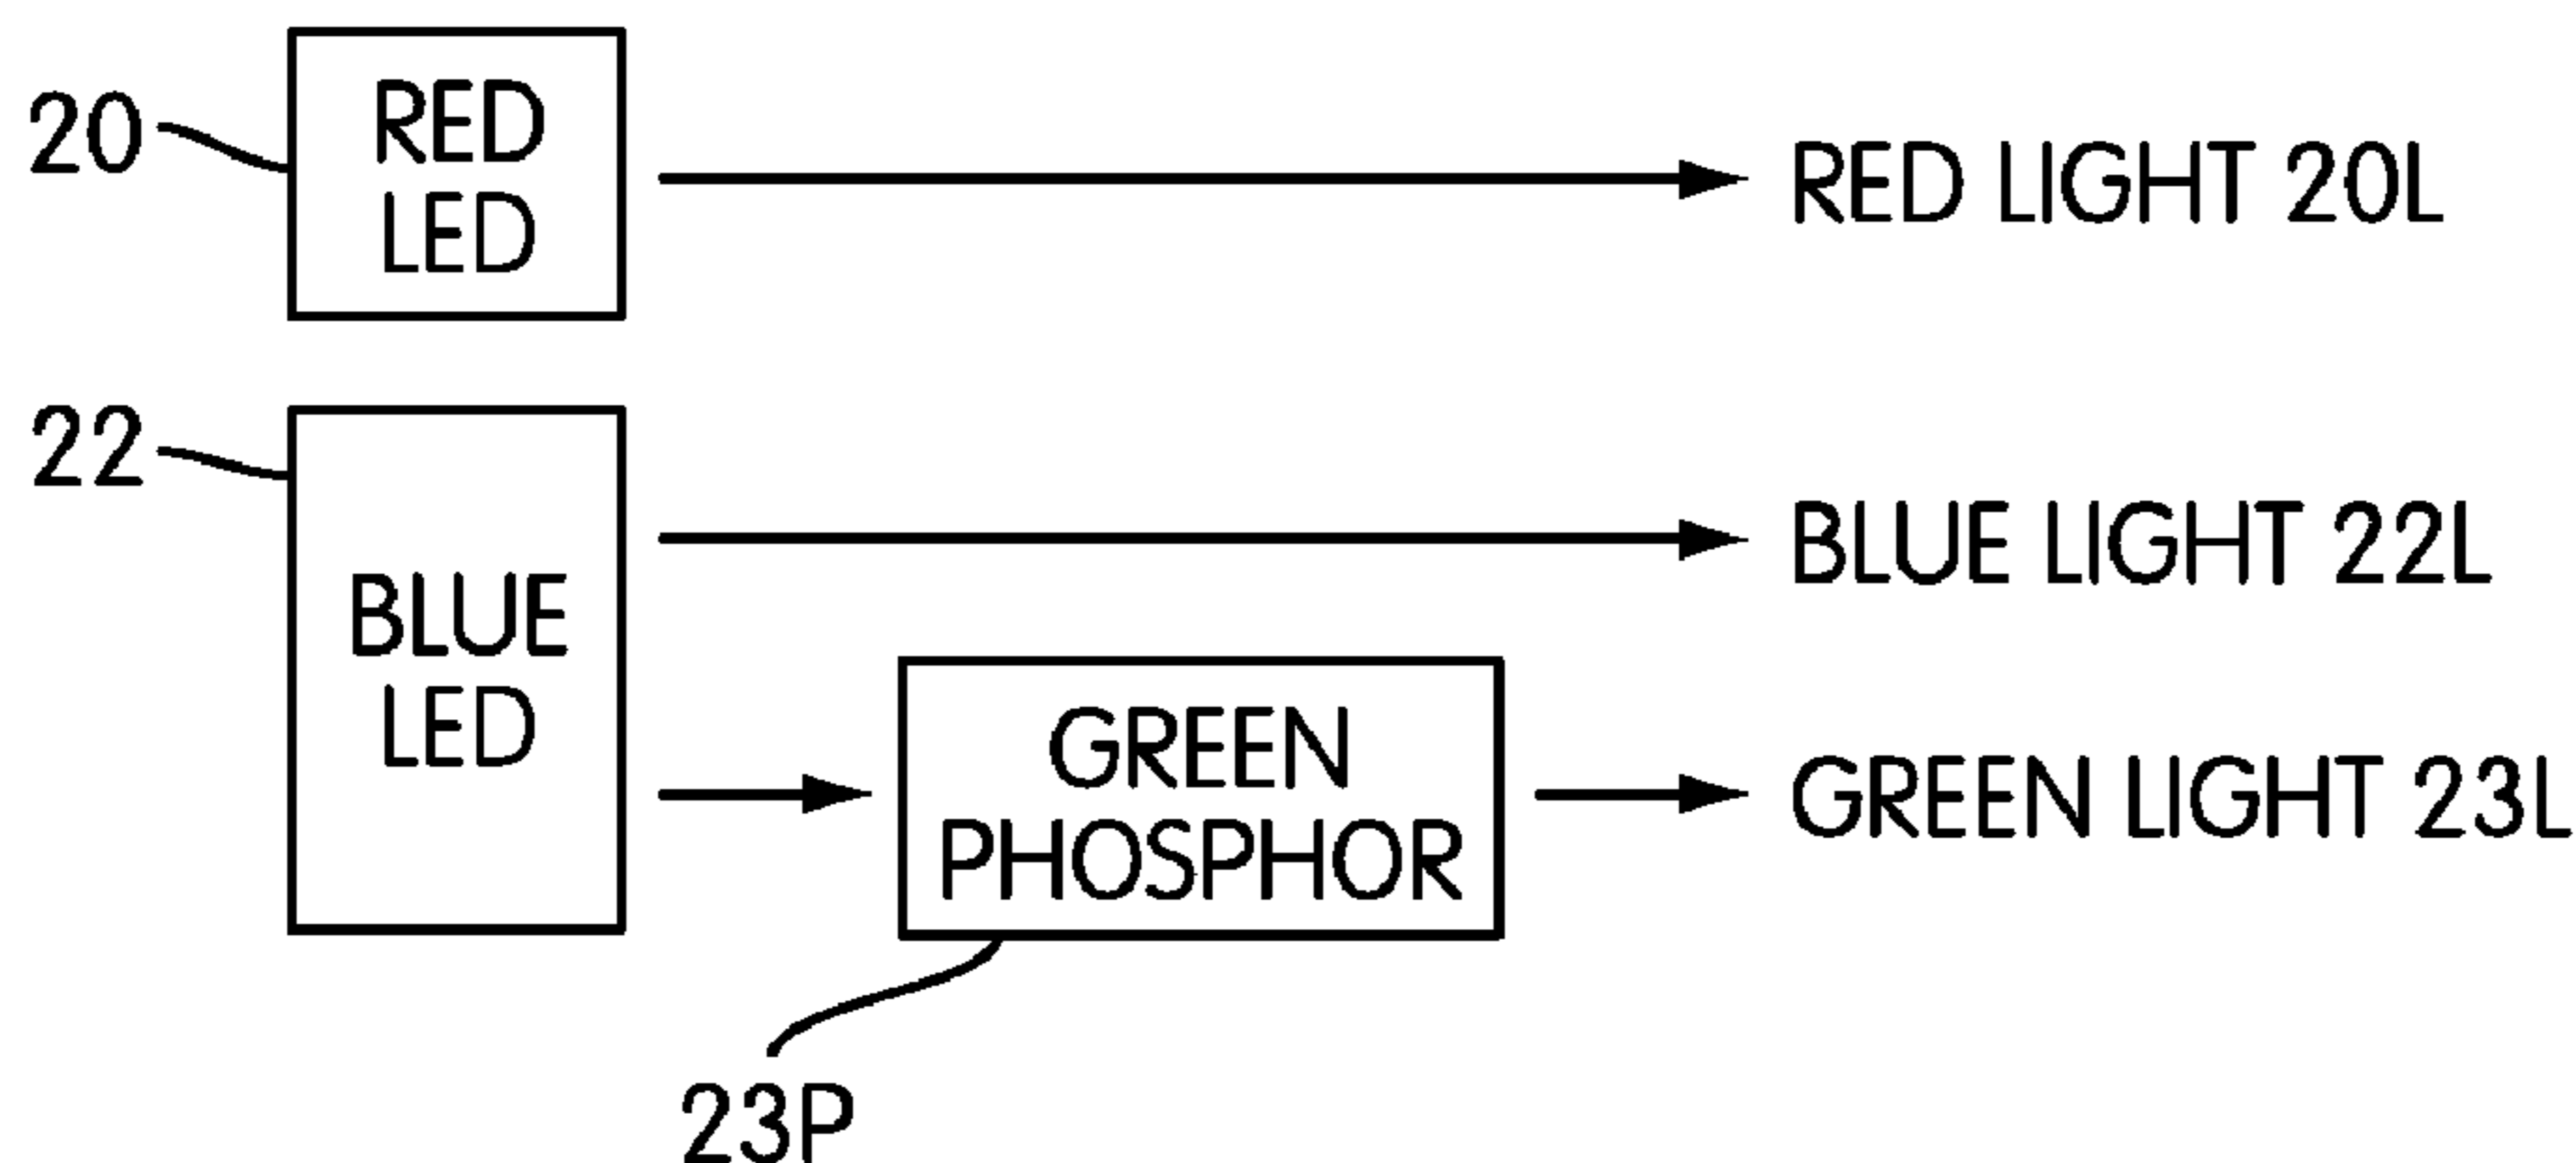 20
RED
LED
RED LIGHT 20L
22
BLUE
LED
BLUE LIGHT 22L
GREEN
PHOSPHOR
GREEN LIGHT 23L
23P